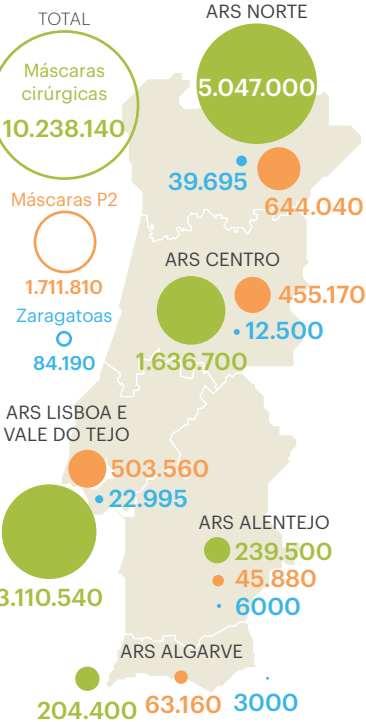 TOTAL
Máscaras
cirúrgicas
10.238.140
Máscaras P2
1.711.810
Zaragatoas
84.190
ARS NORTE
5.047.000
39.695
644.040
ARS CENTRO
455.170
12.500
1.636.700
ARS LISBOA E
VALE DO TEJO
503.560
22.995
3.110.540
ARS ALENTEJO
239.500
45.880
6000
ARS ALGARVE
204.400
63.160
3000